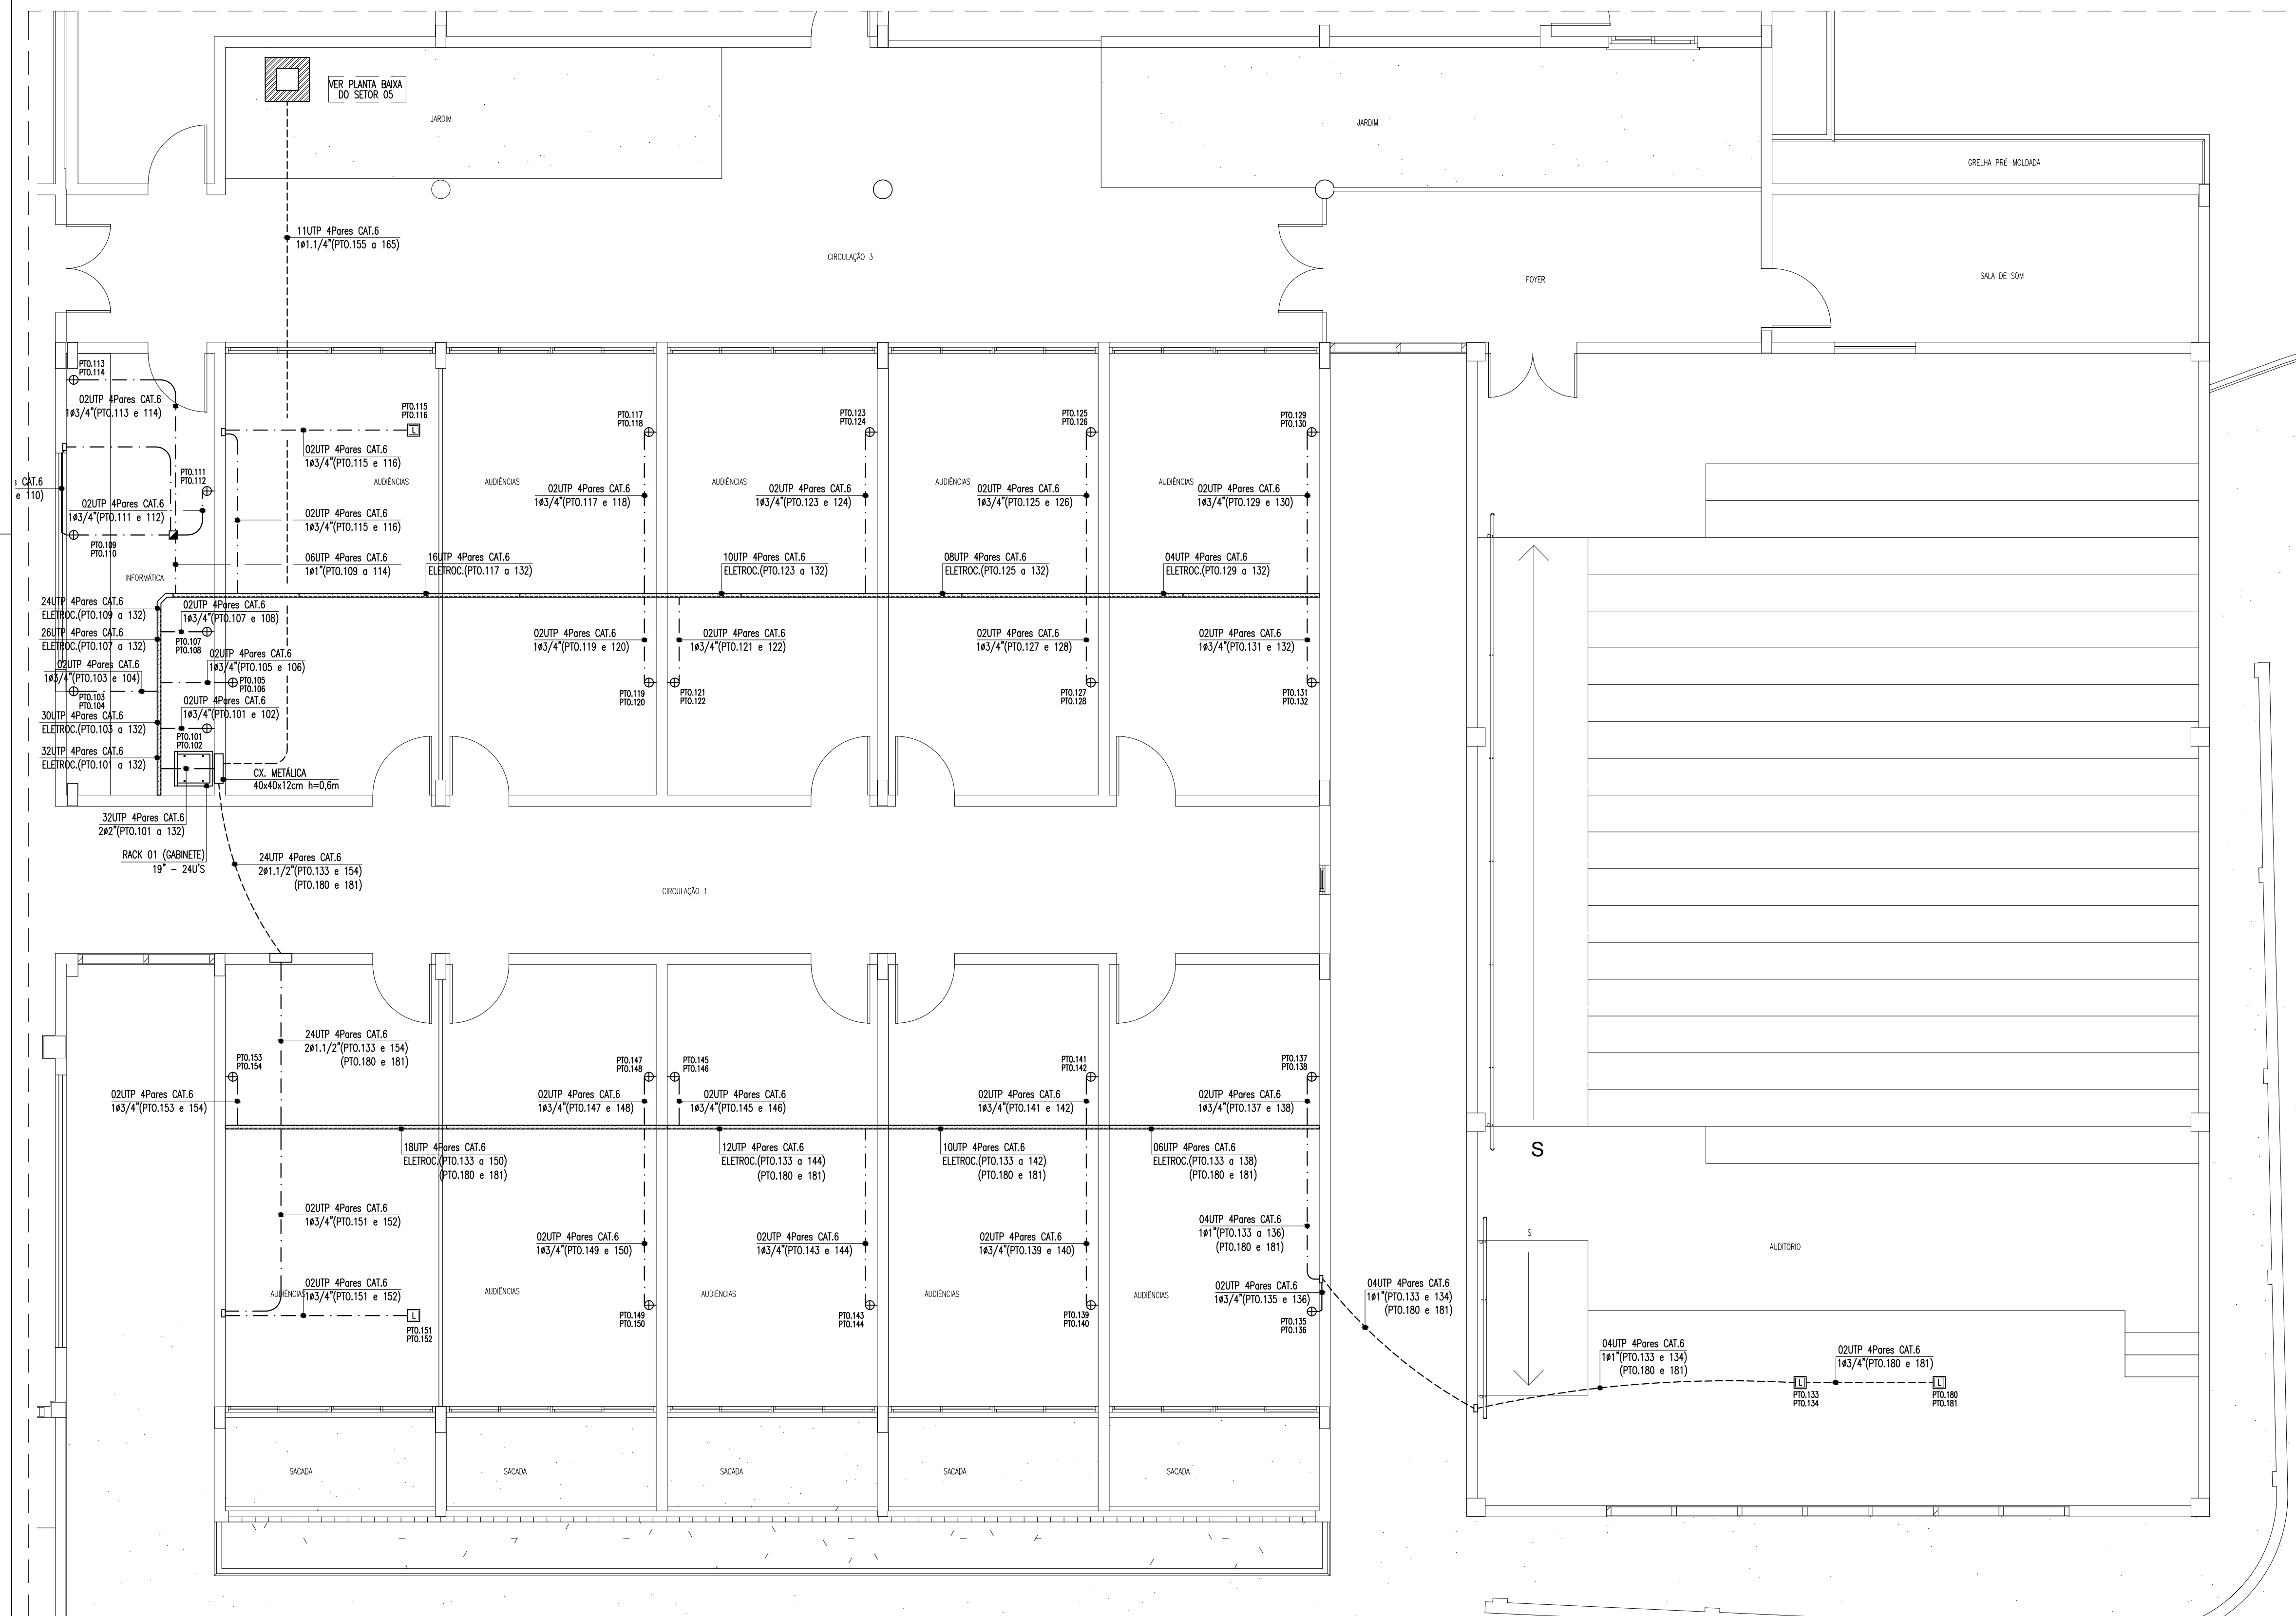 VER PLANTA BAIXA
DO SETOR 05
JARDIM
JARDIM
GRELHA PRÉ-MOLDADA
11UTP 4Pares CAT.6
1ø1.1/4"(PTO.155 a 165)
CIRCULAÇÃO 3
FOYER
SALA DE SOM
PTO.113
PTO.114
02UTP 4Pares CAT.6
1ø3/4"(PTO.113 e 114)
PTO.115
PTO.116
PTO.117
PTO.118
PTO.123
PTO.124
PTO.125
PTO.126
PTO.129
PTO.130
02UTP 4Pares CAT.6
1ø3/4"(PTO.115 e 116)
PTO.111
PTO.112
s CAT.6
e 110)
AUDIÊNCIAS
AUDIÊNCIAS
AUDIÊNCIAS
AUDIÊNCIAS
AUDIÊNCIAS
02UTP 4Pares CAT.6
1ø3/4"(PTO.111 e 112)
02UTP 4Pares CAT.6
1ø3/4"(PTO.117 e 118)
02UTP 4Pares CAT.6
1ø3/4"(PTO.123 e 124)
02UTP 4Pares CAT.6
1ø3/4"(PTO.125 e 126)
02UTP 4Pares CAT.6
1ø3/4"(PTO.129 e 130)
02UTP 4Pares CAT.6
1ø3/4"(PTO.115 e 116)
PTO.109
PTO.110
06UTP 4Pares CAT.6
1ø1"(PTO.109 a 114)
16UTP 4Pares CAT.6
ELETROC.(PTO.117 a 132)
10UTP 4Pares CAT.6
ELETROC.(PTO.123 a 132)
08UTP 4Pares CAT.6
ELETROC.(PTO.125 a 132)
04UTP 4Pares CAT.6
ELETROC.(PTO.129 a 132)
INFORMÁTICA
24UTP 4Pares CAT.6
ELETROC.(PTO.109 a 132)
02UTP 4Pares CAT.6
1ø3/4"(PTO.107 e 108)
26UTP 4Pares CAT.6
ELETROC.(PTO.107 a 132)
PTO.107
PTO.108
02UTP 4Pares CAT.6
1ø3/4"(PTO.105 e 106)
02UTP 4Pares CAT.6
1ø3/4"(PTO.119 e 120)
02UTP 4Pares CAT.6
1ø3/4"(PTO.121 e 122)
02UTP 4Pares CAT.6
1ø3/4"(PTO.127 e 128)
02UTP 4Pares CAT.6
1ø3/4"(PTO.131 e 132)
02UTP 4Pares CAT.6
1ø3/4"(PTO.103 e 104)
PTO.105
PTO.106
PTO.103
PTO.104
02UTP 4Pares CAT.6
1ø3/4"(PTO.101 e 102)
PTO.119
PTO.120
PTO.121
PTO.122
PTO.127
PTO.128
PTO.131
PTO.132
30UTP 4Pares CAT.6
ELETROC.(PTO.103 a 132)
PTO.101
PTO.102
32UTP 4Pares CAT.6
ELETROC.(PTO.101 a 132)
CX. METÁLICA
40x40x12cm h=0,6m
32UTP 4Pares CAT.6
2ø2"(PTO.101 a 132)
RACK 01 (GABINETE)
19" - 24U'S
24UTP 4Pares CAT.6
2ø1.1/2"(PTO.133 e 154)
(PTO.180 e 181)
CIRCULAÇÃO 1
24UTP 4Pares CAT.6
2ø1.1/2"(PTO.133 e 154)
(PTO.180 e 181)
PTO.153
PTO.154
PTO.147
PTO.148
PTO.145
PTO.146
PTO.141
PTO.142
PTO.137
PTO.138
02UTP 4Pares CAT.6
1ø3/4"(PTO.153 e 154)
02UTP 4Pares CAT.6
1ø3/4"(PTO.147 e 148)
02UTP 4Pares CAT.6
1ø3/4"(PTO.145 e 146)
02UTP 4Pares CAT.6
1ø3/4"(PTO.141 e 142)
02UTP 4Pares CAT.6
1ø3/4"(PTO.137 e 138)
18UTP 4Pares CAT.6
ELETROC.(PTO.133 a 150)
(PTO.180 e 181)
12UTP 4Pares CAT.6
ELETROC.(PTO.133 a 144)
(PTO.180 e 181)
10UTP 4Pares CAT.6
ELETROC.(PTO.133 a 142)
(PTO.180 e 181)
06UTP 4Pares CAT.6
ELETROC.(PTO.133 a 138)
(PTO.180 e 181)
S
02UTP 4Pares CAT.6
1ø3/4"(PTO.151 e 152)
02UTP 4Pares CAT.6
1ø3/4"(PTO.149 e 150)
02UTP 4Pares CAT.6
1ø3/4"(PTO.143 e 144)
02UTP 4Pares CAT.6
1ø3/4"(PTO.139 e 140)
04UTP 4Pares CAT.6
1ø1"(PTO.133 a 136)
(PTO.180 e 181)
S
AUDITÓRIO
02UTP 4Pares CAT.6
1ø3/4"(PTO.151 e 152)
AUDIÊNCIAS
AUDIÊNCIAS
AUDIÊNCIAS
AUDIÊNCIAS
AUDIÊNCIAS
02UTP 4Pares CAT.6
1ø3/4"(PTO.135 e 136)
04UTP 4Pares CAT.6
1ø1"(PTO.133 e 134)
(PTO.180 e 181)
L
PTO.151
PTO.152
PTO.149
PTO.150
PTO.143
PTO.144
PTO.139
PTO.140
PTO.135
PTO.136
04UTP 4Pares CAT.6
1ø1"(PTO.133 e 134)
(PTO.180 e 181)
02UTP 4Pares CAT.6
1ø3/4"(PTO.180 e 181)
L
L
PTO.133
PTO.134
PTO.180
PTO.181
SACADA
SACADA
SACADA
SACADA
SACADA